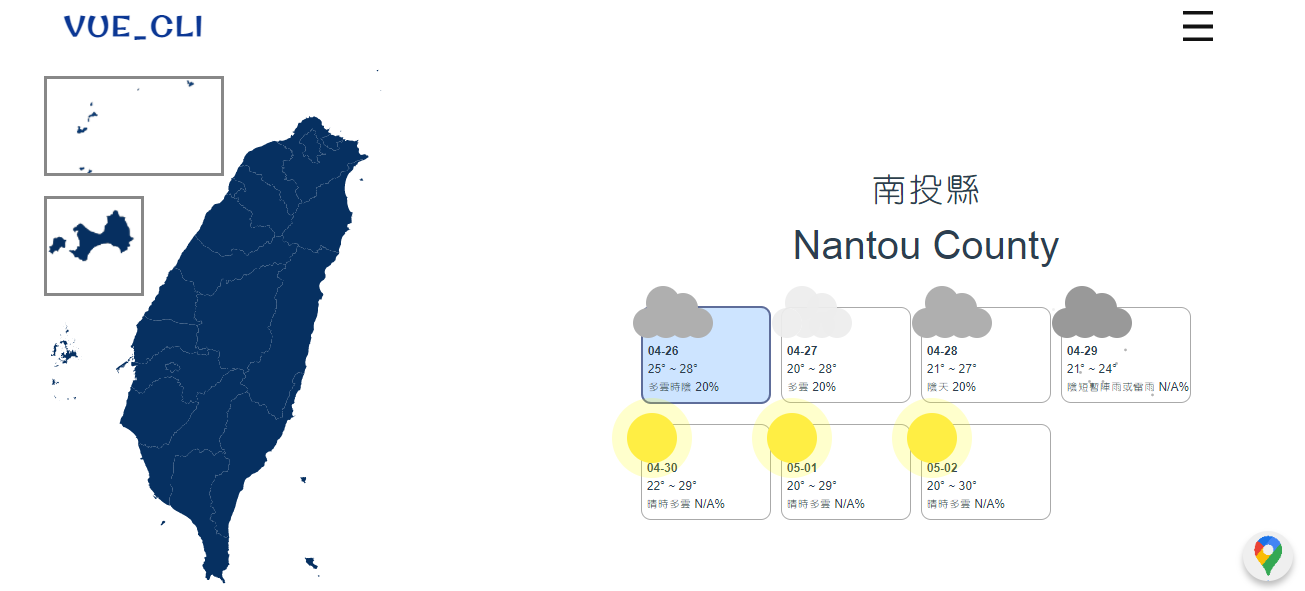 VUE_CLI
南投縣
Nantou County
04-26
25° ~ 28°
多雲時陰 20%
04-27
20° ~ 28°
多雲 20%
04-28
21° ~ 27°
陰天 20%
04-29
21° ~ 24°
陰短暫陣雨或雷雨 N/A%
04-30
22° ~ 29°
晴時多雲 N/A%
05-01
20° ~ 29°
晴時多雲 N/A%
05-02
20° ~ 30°
晴時多雲 N/A%